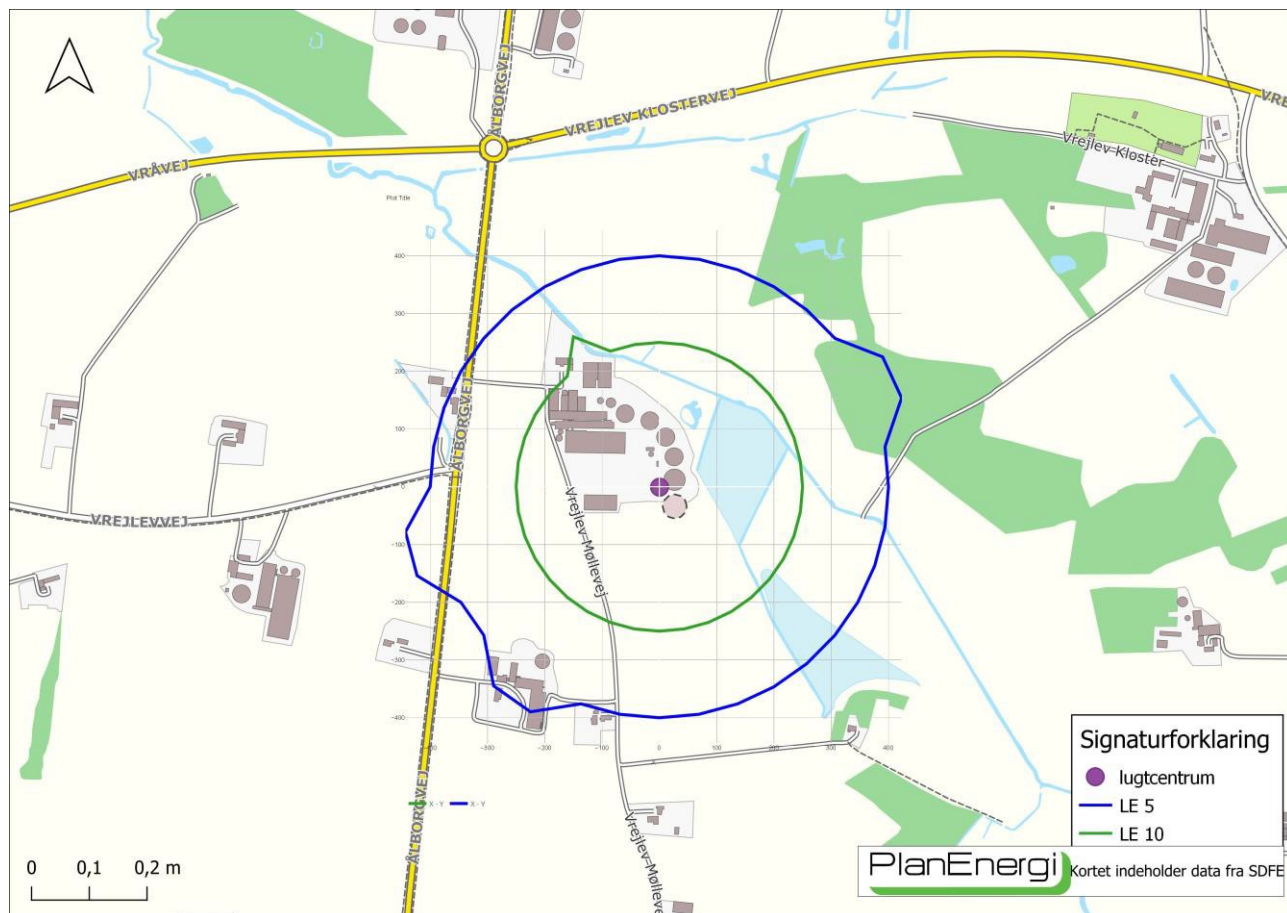 ÅLBORGVEJ
VREJLEV KLOSTERVEJ
VRE
VRÅVEJ
Vrejlev Kloster
Plot Title
400
300
200
100
0
-100
-200
-300
-400
-300
-200
-100
0
100
200
300
400
ÅLBORGVEJ
VREJLEVVEJ
Vrejlev-Møllevej
ÅLBORGVEJ
X - Y
X - Y
Vrejlev-Møllevej
Signaturforklaring
lugtcentrum
LE 5
LE 10
PlanEnergi
Kortet indeholder data fra SDFE
0 0,1 0,2 m